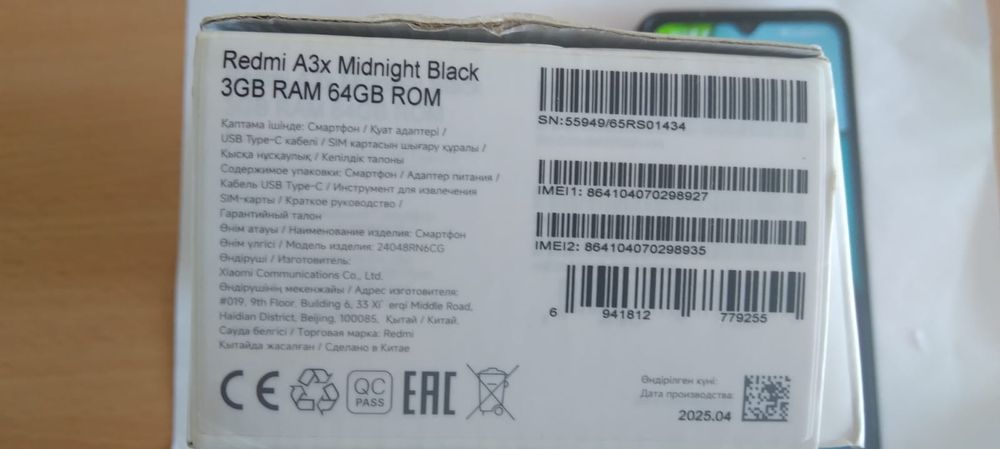 Redmi A3x Midnight Black
3GB RAM 64GB ROM
Қаптама ішінде: Смартфон / Қуат адаптері /
USB Type-C кабелі / SIM картасын шығару құралы /
Қысқа нұсқаулық / Кепілдік талоны
Содержимое упаковки: Смартфон / Адаптер питания /
Кабель USB Type-C / Инструмент для извлечения
SIM-карты / Краткое руководство /
Гарантийный талон
Өнім атауы / Наименование изделия: Смартфон
Өнім үлгісі / Модель изделия: 24048RN6CG
Өндіруші / Изготовитель:
Xiaomi Communications Co., Ltd.
Өндірушінің мекенжайы / Адрес изготовителя:
#019, 9th Floor, Building 6, 33 Xi'erqi Middle Road,
Haidian District, Beijing, 100085, Қытай / Китай.
Сауда белгісі / Торговая марка: Redmi
Қытайда жасалған / Сделано в Китае
CE
QC
PASS
EAC
SN:55949/65RS01434
IMEI1: 864104070298927
IMEI2: 864104070298935
6 941812 779255
Өндірілген күні:
Дата производства:
2025.04